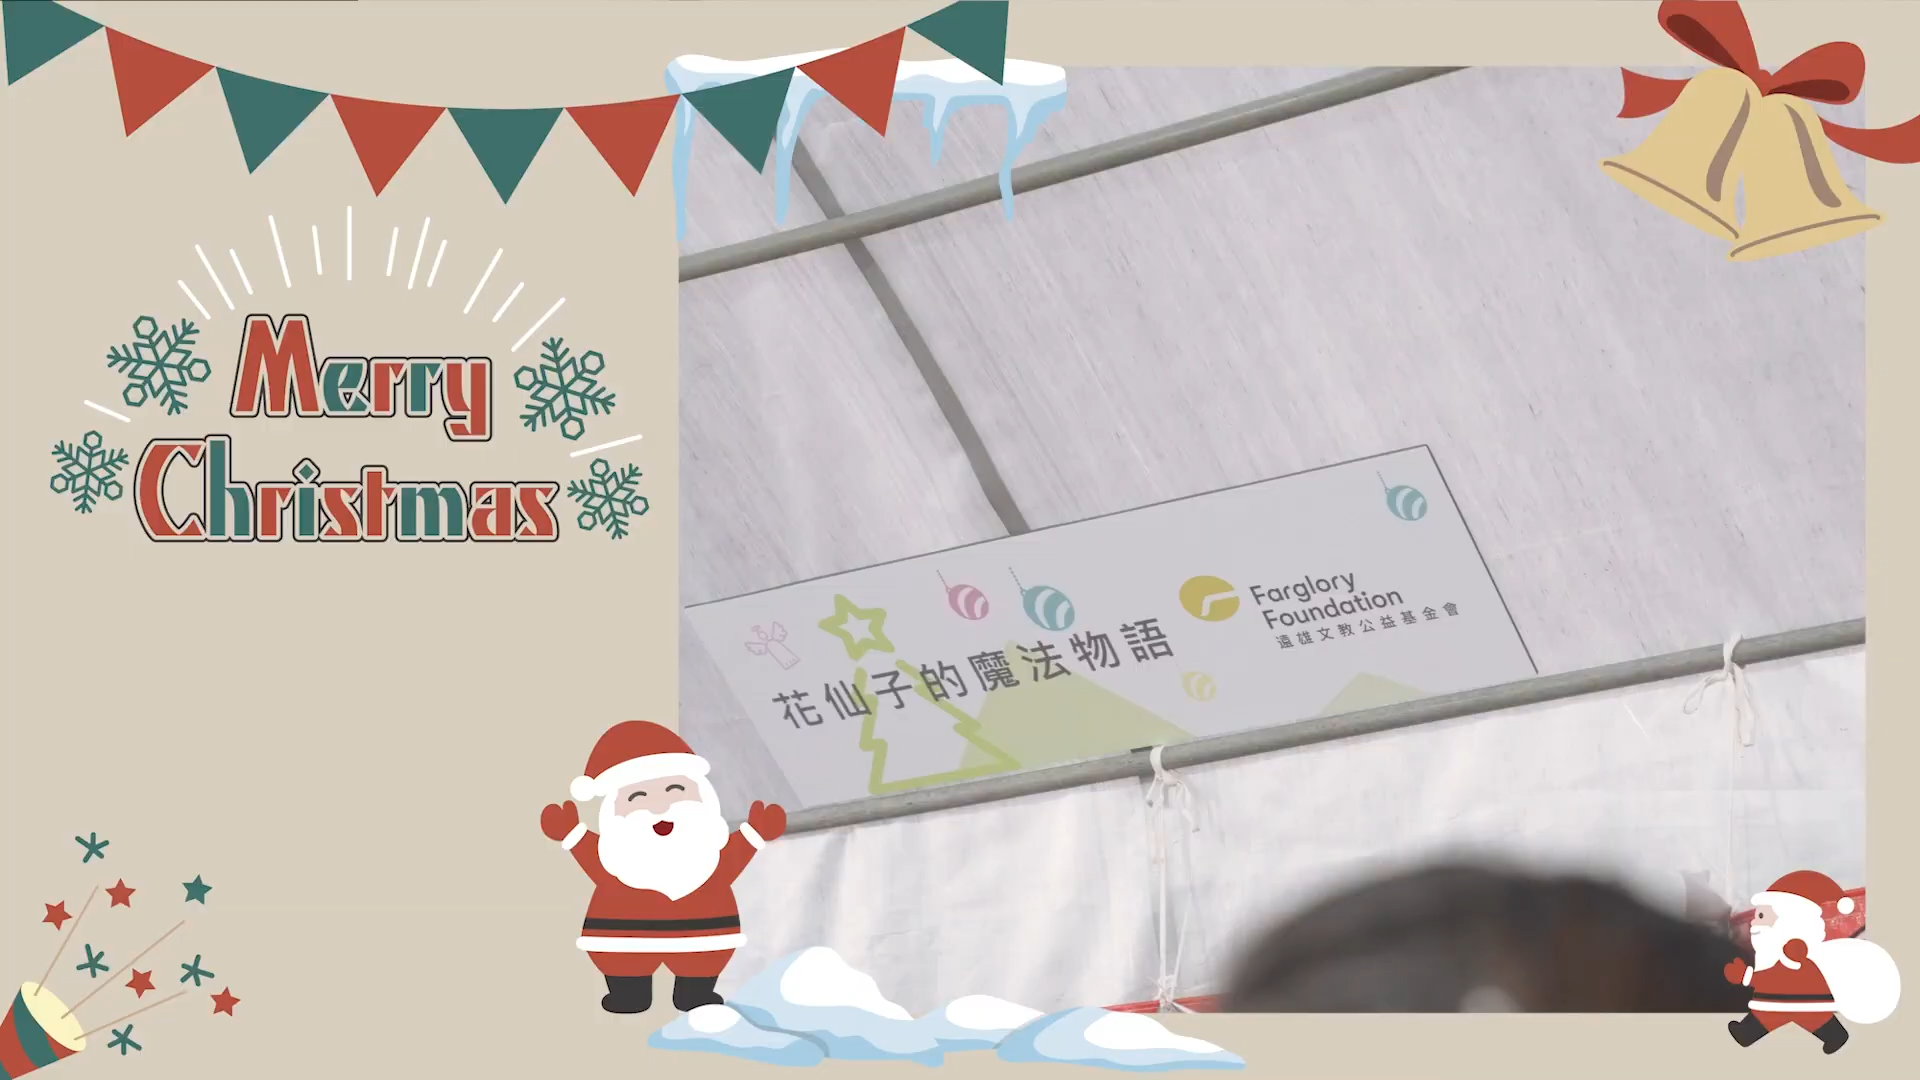 Merry
Christmas
花仙子的魔法物語
Farglory
Foundation
遠雄文教公益基金會